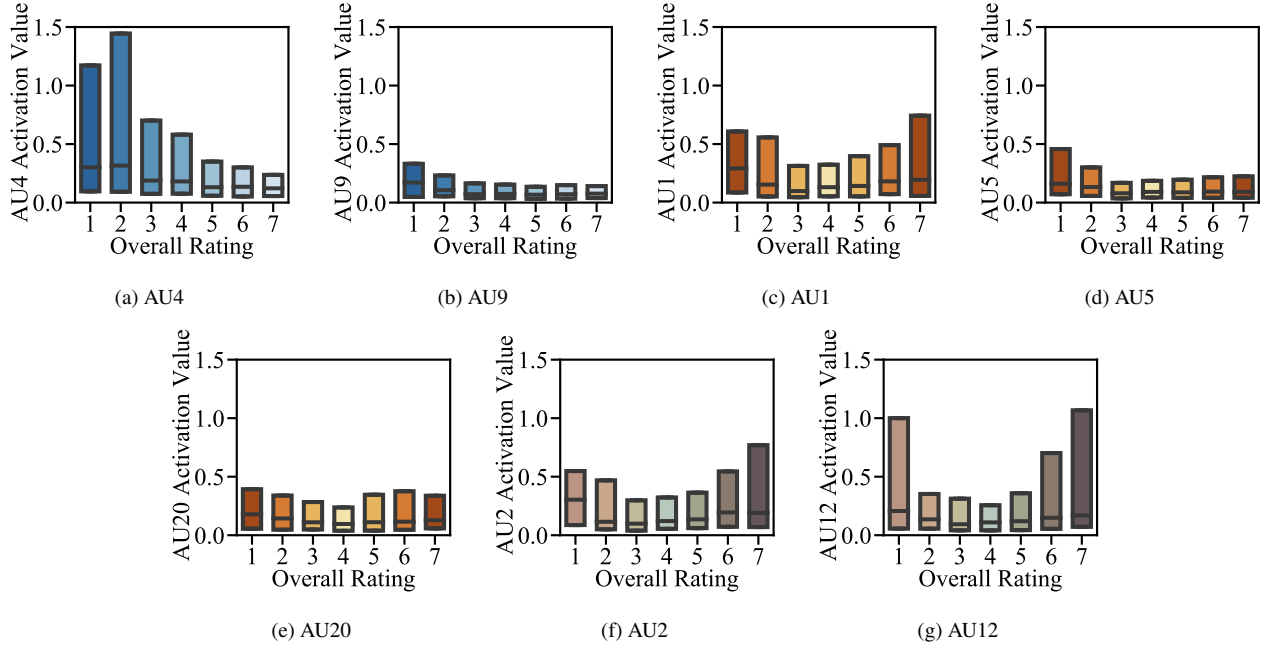 AU4 Activation Value
1.5
1.0
0.5
0.0
1 2 3 4 5 6 7
Overall Rating
(a) AU4
AU9 Activation Value
1.5
1.0
0.5
0.0
1 2 3 4 5 6 7
Overall Rating
(b) AU9
AU1 Activation Value
1.5
1.0
0.5
0.0
1 2 3 4 5 6 7
Overall Rating
(c) AU1
AU5 Activation Value
1.5
1.0
0.5
0.0
1 2 3 4 5 6 7
Overall Rating
(d) AU5
AU20 Activation Value
1.5
1.0
0.5
0.0
1 2 3 4 5 6 7
Overall Rating
(e) AU20
AU2 Activation Value
1.5
1.0
0.5
0.0
1 2 3 4 5 6 7
Overall Rating
(f) AU2
AU12 Activation Value
1.5
1.0
0.5
0.0
1 2 3 4 5 6 7
Overall Rating
(g) AU12